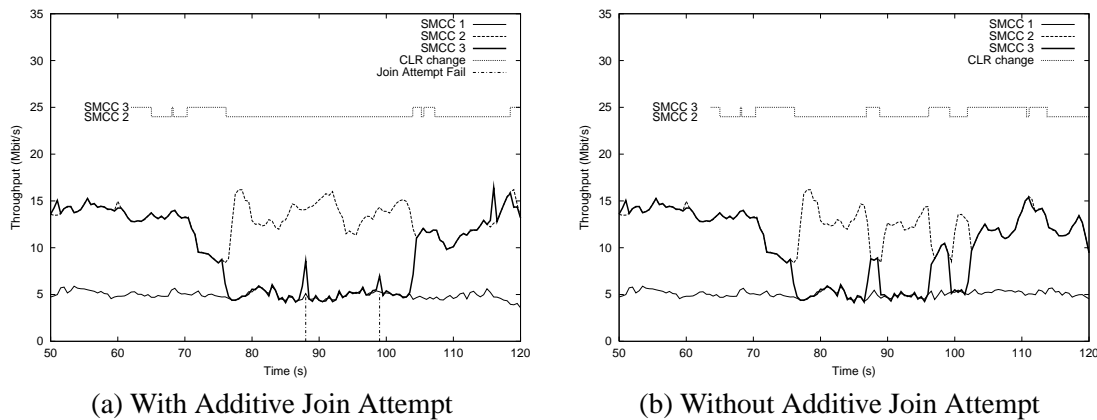 35
30
25
20
15
10
5
0
50 60 70 80 90 100 110 120
Throughput (Mbit/s)
Time (s)
SMCC 1
SMCC 2
SMCC 3
CLR change
Join Attempt Fail
SMCC 3
SMCC 2
(a) With Additive Join Attempt
35
30
25
20
15
10
5
0
50 60 70 80 90 100 110 120
Throughput (Mbit/s)
Time (s)
SMCC 1
SMCC 2
SMCC 3
CLR change
SMCC 3
SMCC 2
(b) Without Additive Join Attempt